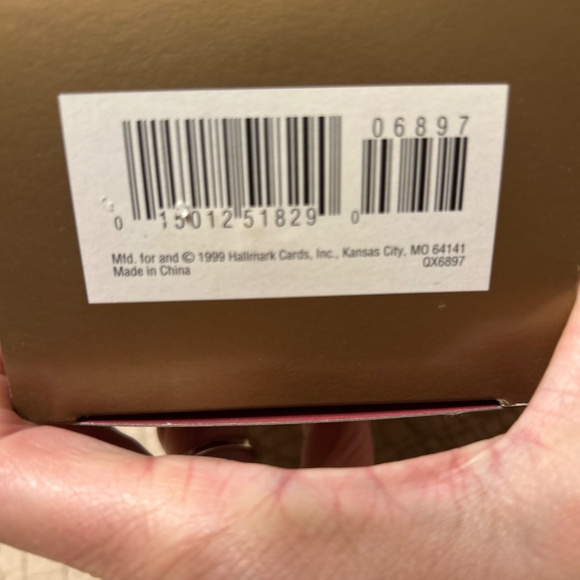 06897
0 15012 51829 0
Mfd. for and © 1999 Hallmark Cards, Inc., Kansas City, MO 64141
Made in China QX6897